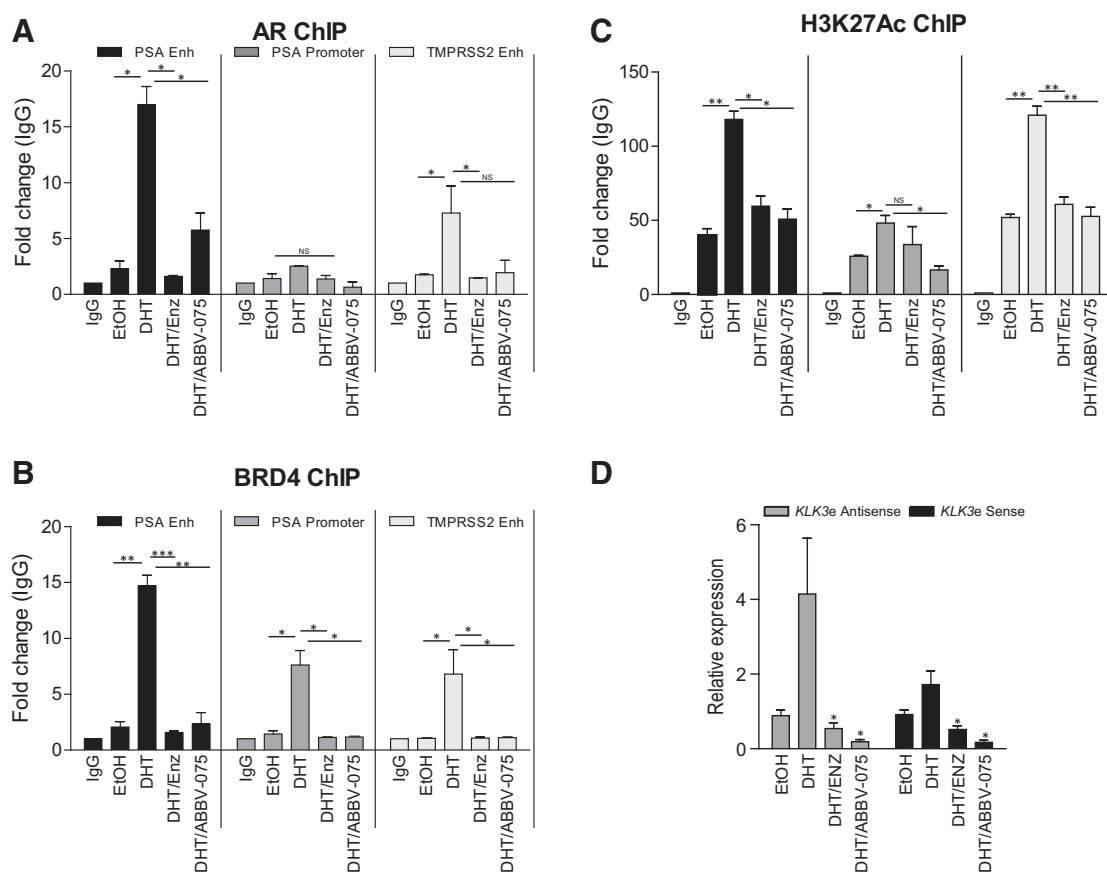 A
AR ChIP
PSA Enh
PSA Promoter
TMPRSS2 Enh
Fold change (IgG)
20
15
10
5
0
* * *
NS
* * NS
IgG
EtOH
DHT
DHT/Enz
DHT/ABBV-075
IgG
EtOH
DHT
DHT/Enz
DHT/ABBV-075
IgG
EtOH
DHT
DHT/Enz
DHT/ABBV-075
C
H3K27Ac ChIP
Fold change (IgG)
150
100
50
0
** * *
* NS *
** ** **
IgG
EtOH
DHT
DHT/Enz
DHT/ABBV-075
IgG
EtOH
DHT
DHT/Enz
DHT/ABBV-075
IgG
EtOH
DHT
DHT/Enz
DHT/ABBV-075
B
BRD4 ChIP
PSA Enh
PSA Promoter
TMPRSS2 Enh
Fold change (IgG)
20
15
10
5
0
** *** **
* * *
* * *
IgG
EtOH
DHT
DHT/Enz
DHT/ABBV-075
IgG
EtOH
DHT
DHT/Enz
DHT/ABBV-075
IgG
EtOH
DHT
DHT/Enz
DHT/ABBV-075
D
KLK3e Antisense
KLK3e Sense
Relative expression
6
4
2
0
* *
* *
EtOH
DHT
DHT/ENZ
DHT/ABBV-075
EtOH
DHT
DHT/ENZ
DHT/ABBV-075